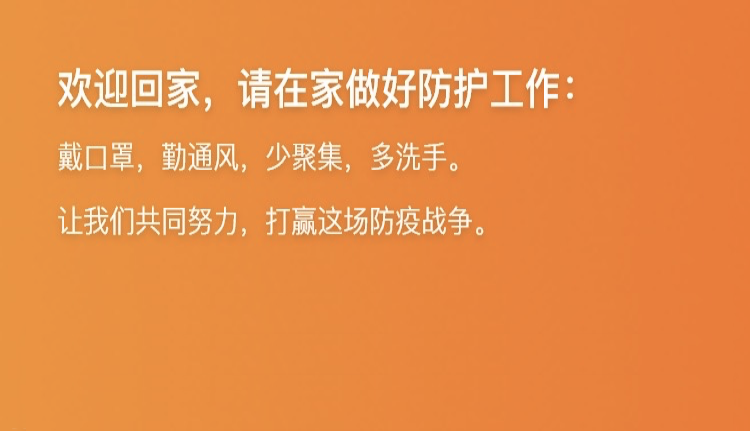 欢迎回家，请在家做好防护工作：
戴口罩，勤通风，少聚集，多洗手。
让我们共同努力，打赢这场防疫战争。